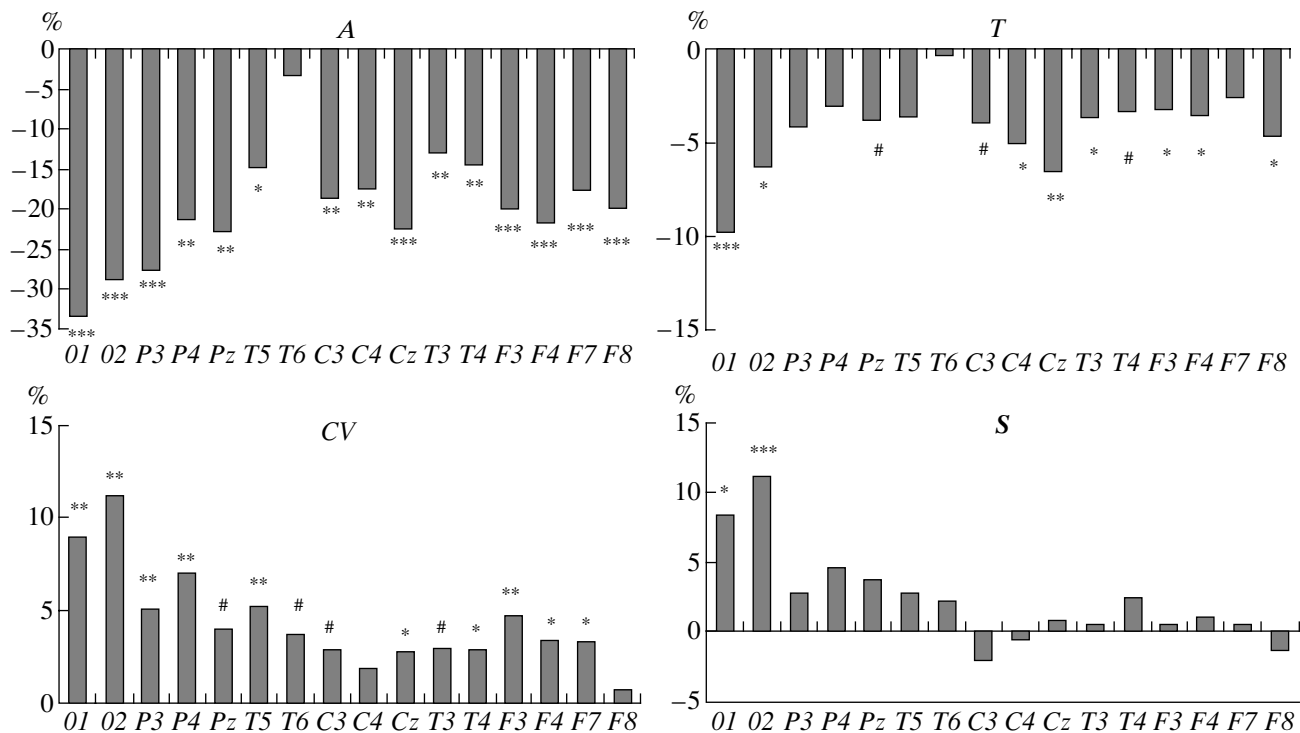 %
A
0
−5
−10
−15
−20
−25
−30
−35
*** *** *** ** ** * ** ** *** ** ** *** *** *** ***
01 02 P3 P4 Pz T5 T6 C3 C4 Cz T3 T4 F3 F4 F7 F8
%
T
0
−5
−10
−15
*** * # # * ** * # * * *
01 02 P3 P4 Pz T5 T6 C3 C4 Cz T3 T4 F3 F4 F7 F8
%
CV
15
10
5
0
** ** ** ** # ** # # * # * ** * *
01 02 P3 P4 Pz T5 T6 C3 C4 Cz T3 T4 F3 F4 F7 F8
%
S
15
10
5
0
−5
* ***
01 02 P3 P4 Pz T5 T6 C3 C4 Cz T3 T4 F3 F4 F7 F8